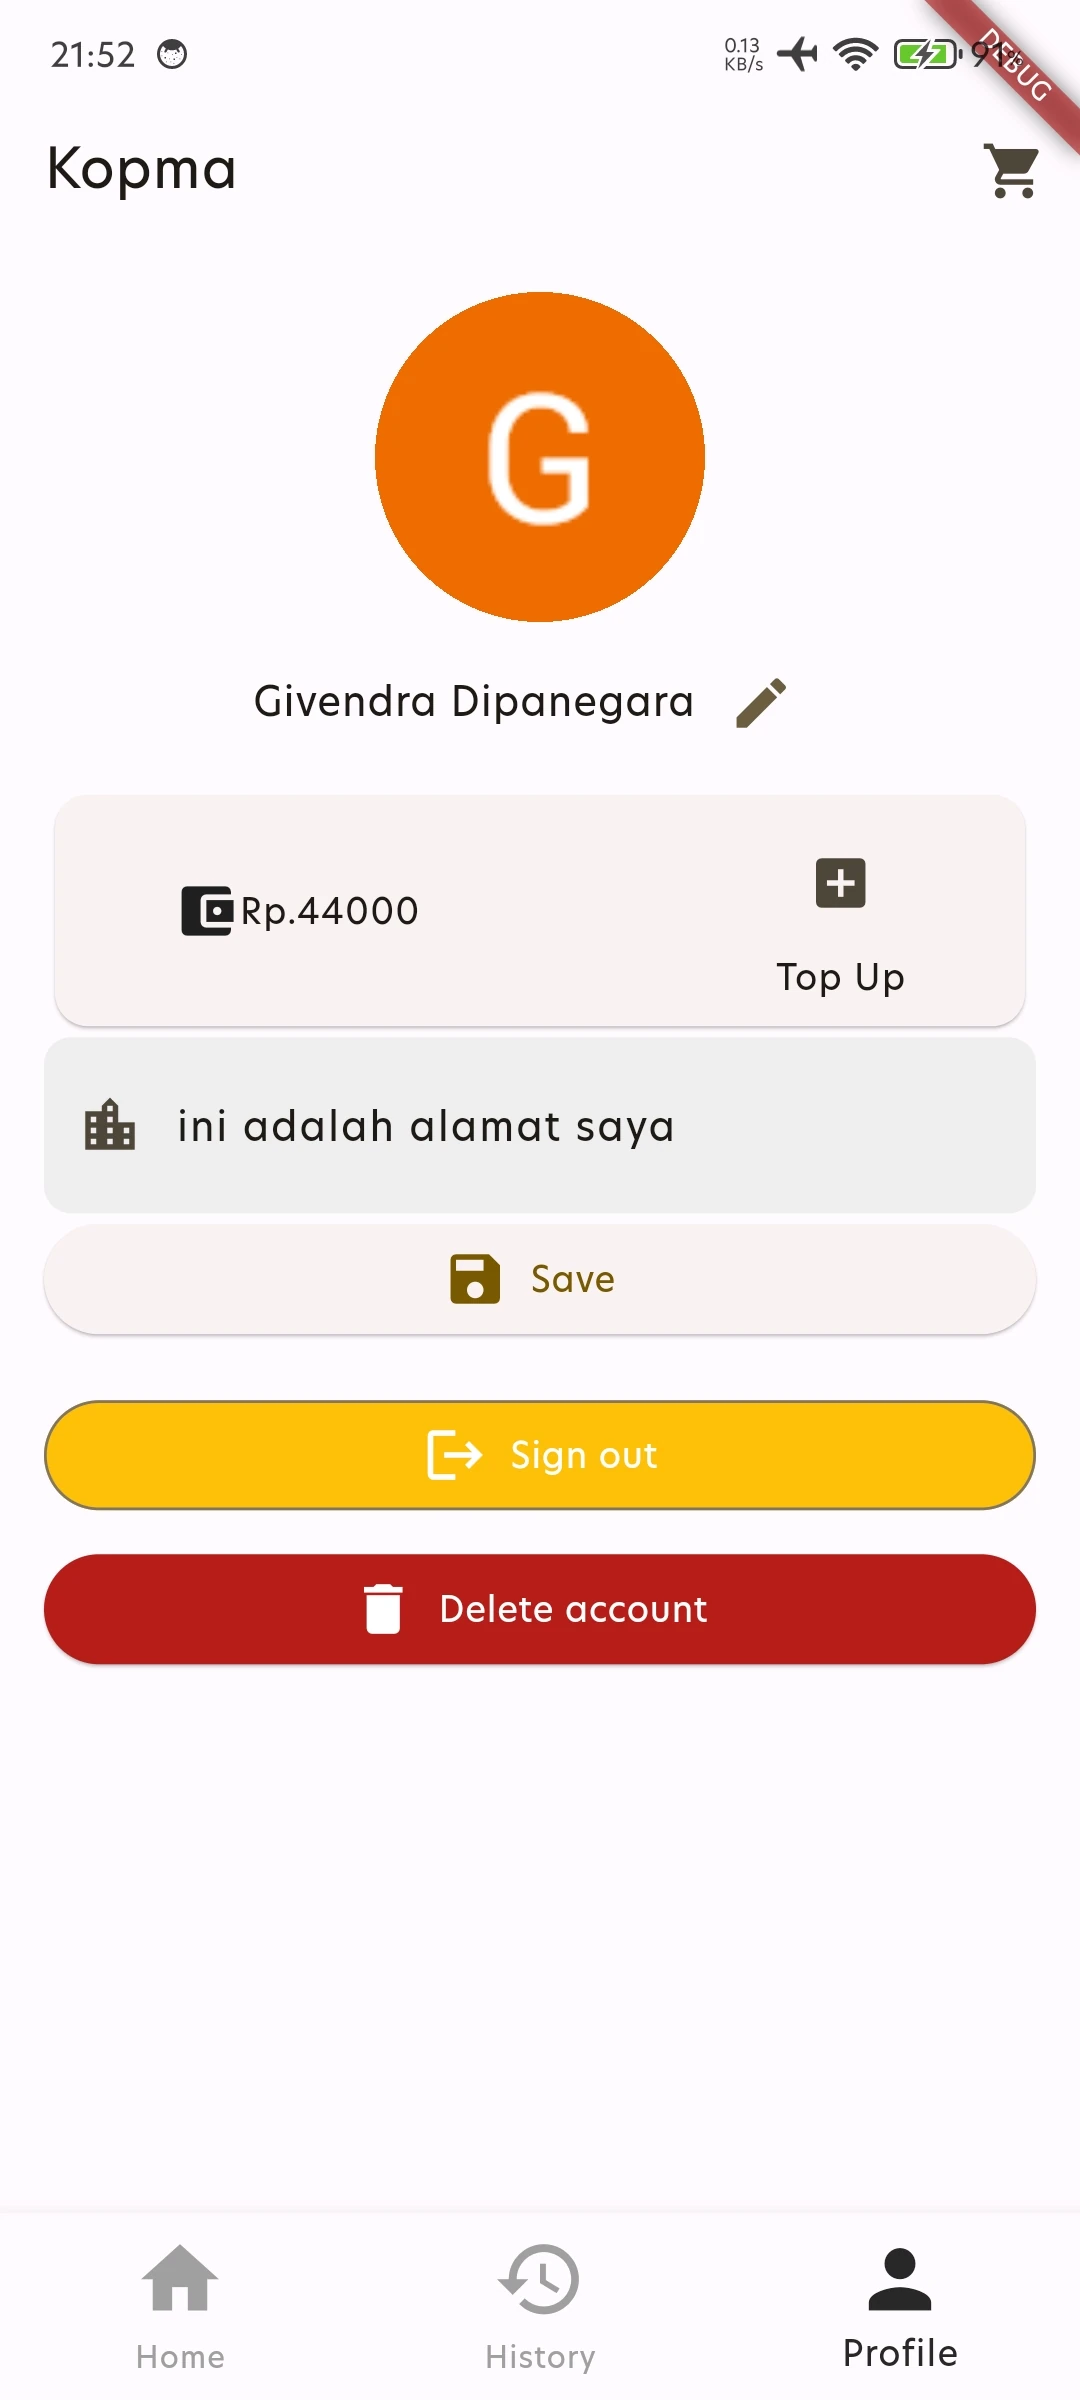 21:52
0.13
KB/s
91%
DEBUG
Kopma
G
Givendra Dipanegara
Rp.44000
Top Up
ini adalah alamat saya
Save
Sign out
Delete account
Home
History
Profile